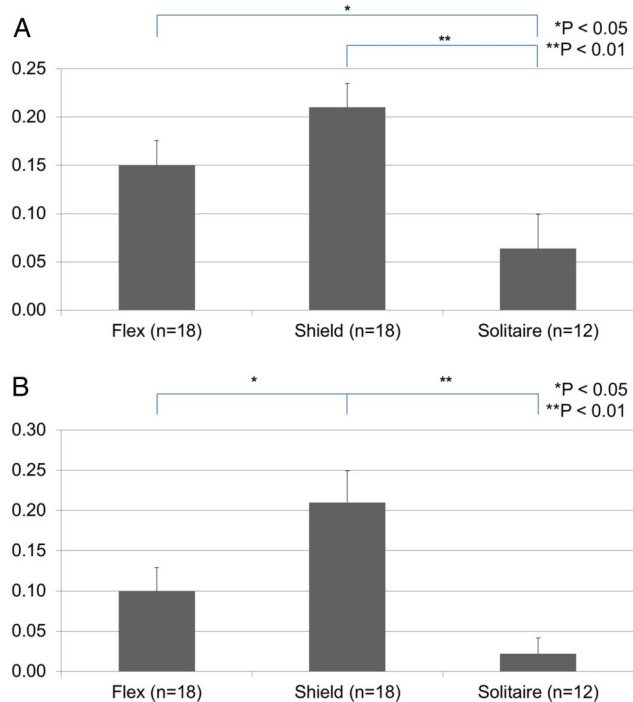 A
*
*P < 0.05
**
**P < 0.01
0.25
0.20
0.15
0.10
0.05
0.00
Flex (n=18) Shield (n=18) Solitaire (n=12)
B
* **
*P < 0.05
**P < 0.01
0.30
0.25
0.20
0.15
0.10
0.05
0.00
Flex (n=18) Shield (n=18) Solitaire (n=12)